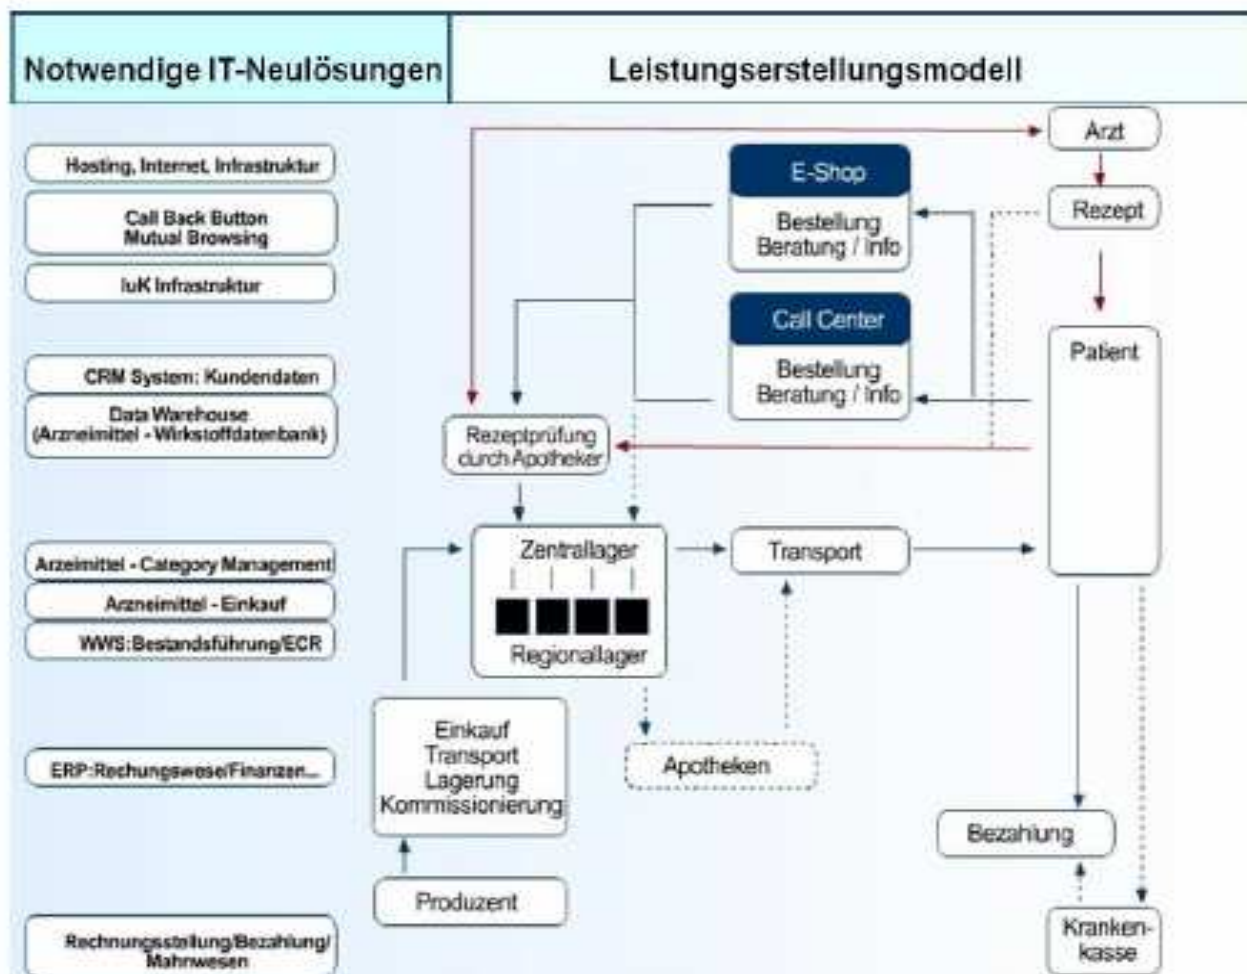 Notwendige IT-Neulösungen
Leistungserstellungsmodell
Hosting, Internet, Infrastruktur
Call Back Button
Mutual Browsing
IuK Infrastruktur
CRM System: Kundendaten
Data Warehouse
(Arzneimittel - Wirkstoffdatenbank)
Arzeimittel - Category Management
Arzneimittel - Einkauf
WWS:Bestandsführung/ECR
ERP:Rechungswese/Finanzen...
Rechnungsstellung/Bezahlung/
Mahnwesen
Arzt
Rezept
E-Shop
Bestellung
Beratung / Info
Call Center
Bestellung
Beratung / Info
Patient
Rezeptprüfung
durch Apotheker
Zentrallager
Regionallager
Transport
Einkauf
Transport
Lagerung
Kommissionierung
Apotheken
Produzent
Bezahlung
Kranken-
kasse